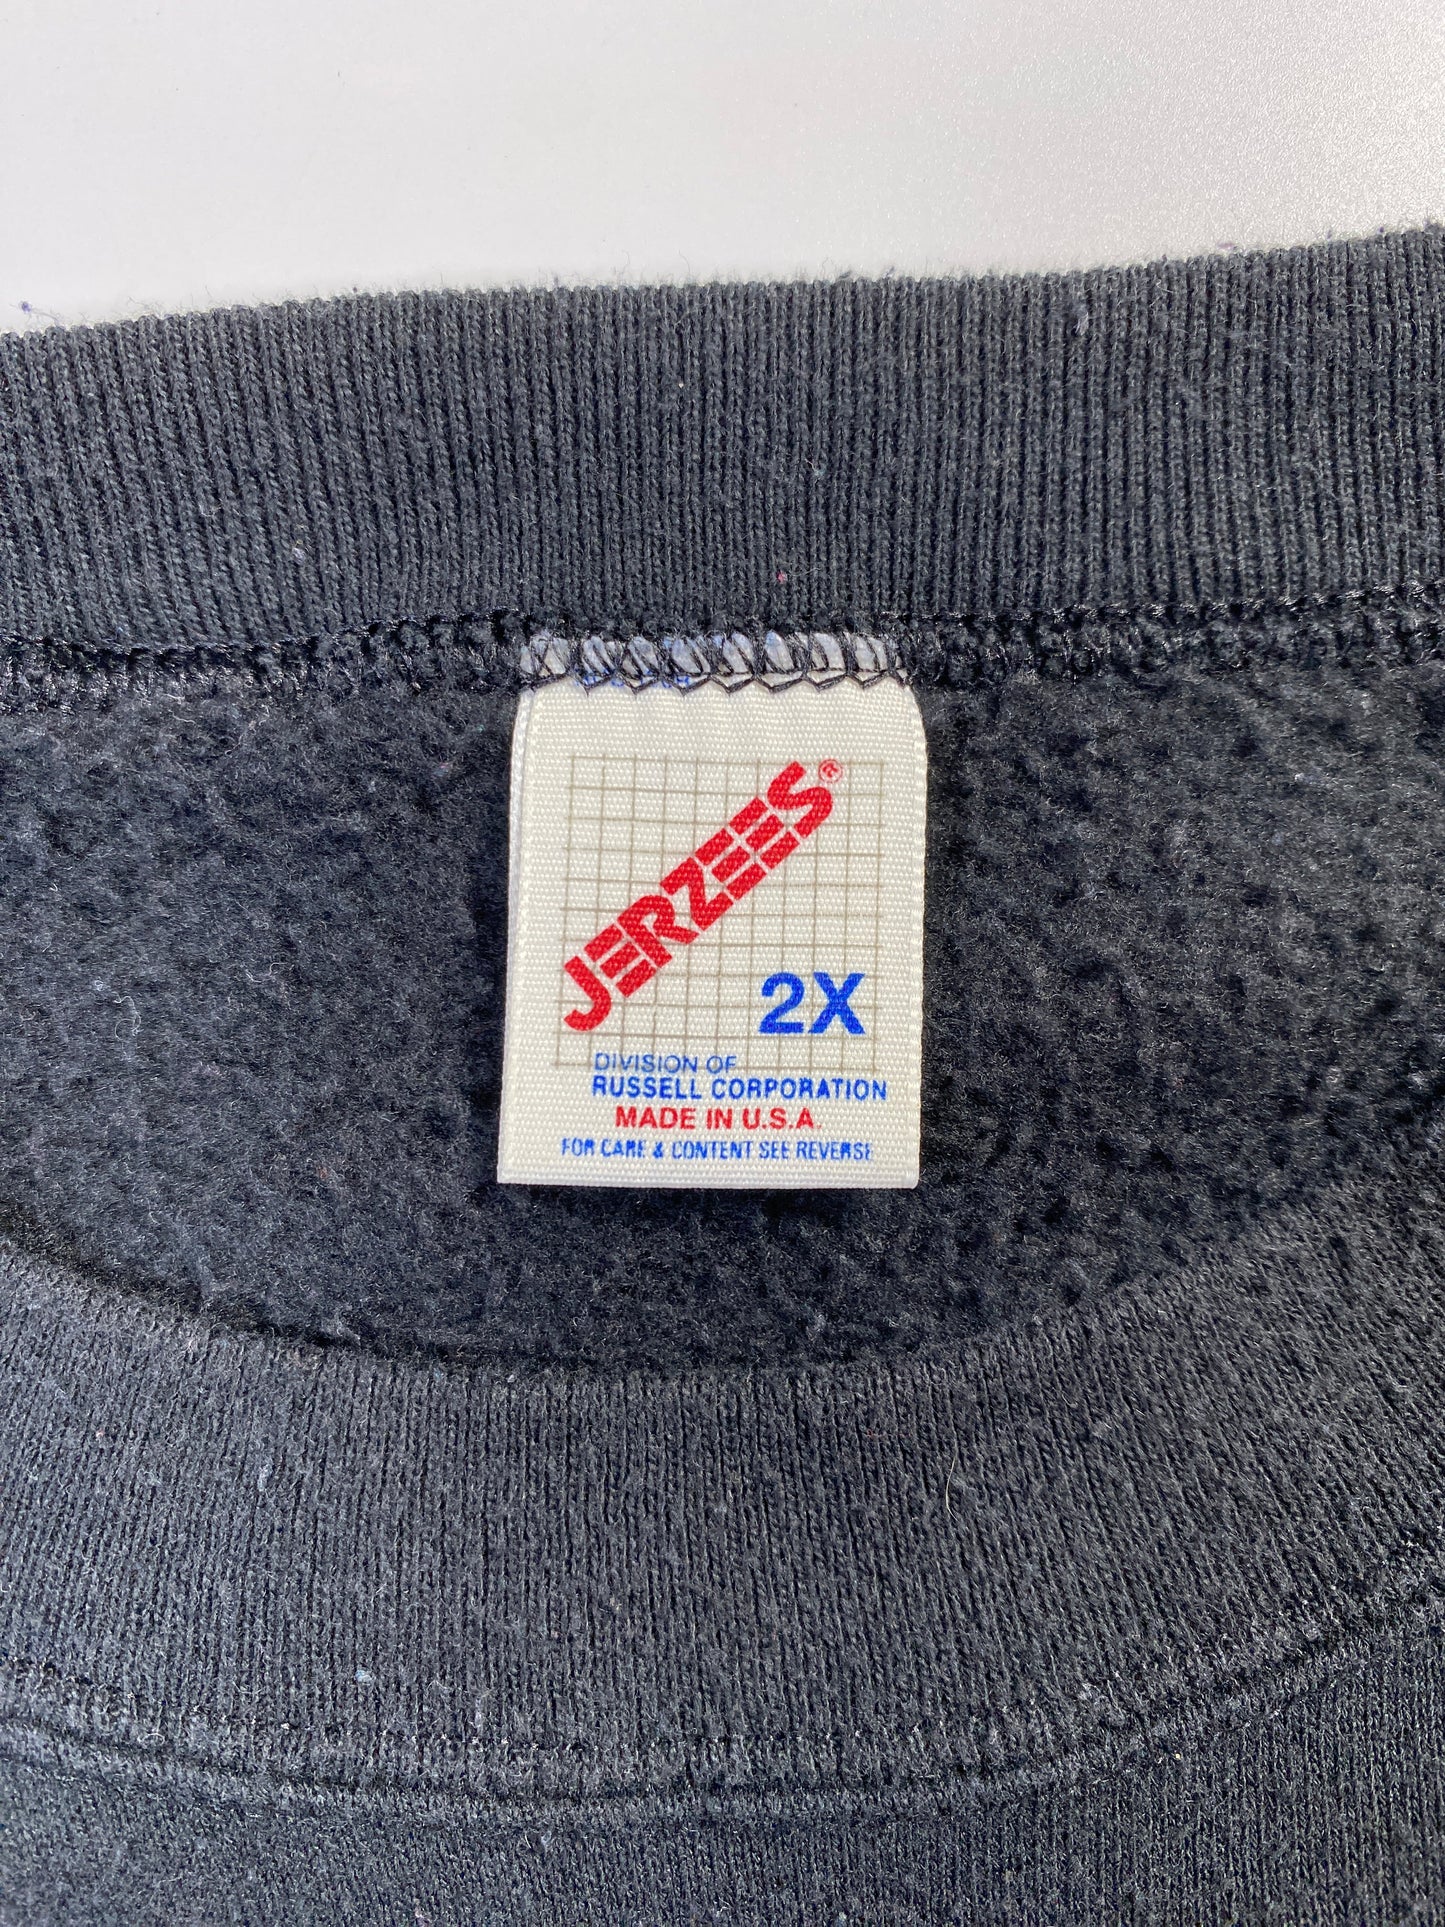 JERZEES®
2X
DIVISION OF
RUSSELL CORPORATION
MADE IN U.S.A.
FOR CARE & CONTENT SEE REVERSE